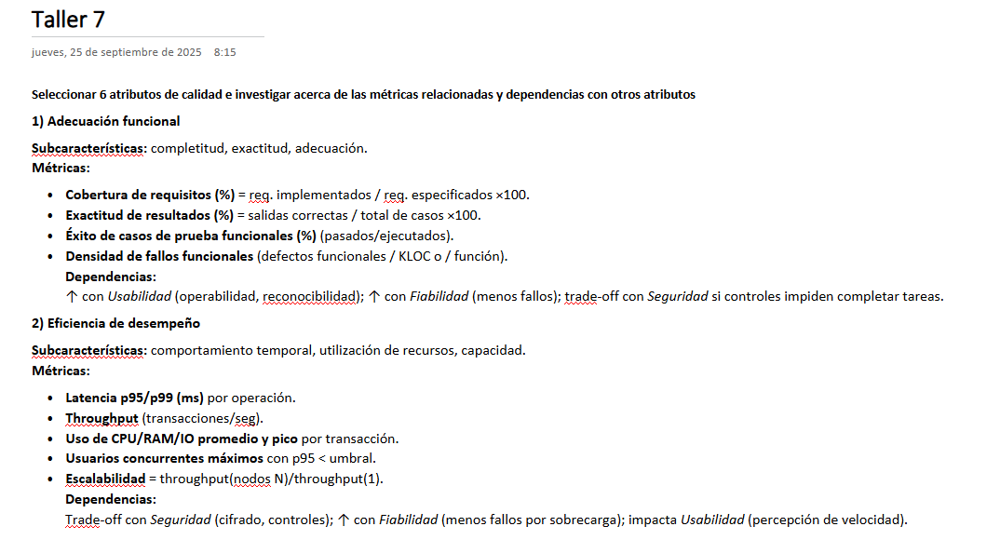 Taller 7
jueves, 25 de septiembre de 2025 8:15
Seleccionar 6 atributos de calidad e investigar acerca de las métricas relacionadas y dependencias con otros atributos
1) Adecuación funcional
Subcaracterísticas: completitud, exactitud, adecuación.
Métricas:
• Cobertura de requisitos (%) = req. implementados / req. especificados ×100.
• Exactitud de resultados (%) = salidas correctas / total de casos ×100.
• Éxito de casos de prueba funcionales (%) (pasados/ejecutados).
• Densidad de fallos funcionales (defectos funcionales / KLOC o / función).
Dependencias:
↑ con Usabilidad (operabilidad, reconocibilidad); ↑ con Fiabilidad (menos fallos); trade-off con Seguridad si controles impiden completar tareas.
2) Eficiencia de desempeño
Subcaracterísticas: comportamiento temporal, utilización de recursos, capacidad.
Métricas:
• Latencia p95/p99 (ms) por operación.
• Throughput (transacciones/seg).
• Uso de CPU/RAM/IO promedio y pico por transacción.
• Usuarios concurrentes máximos con p95 < umbral.
• Escalabilidad = throughput(nodos N)/throughput(1).
Dependencias:
Trade-off con Seguridad (cifrado, controles); ↑ con Fiabilidad (menos fallos por sobrecarga); impacta Usabilidad (percepción de velocidad).